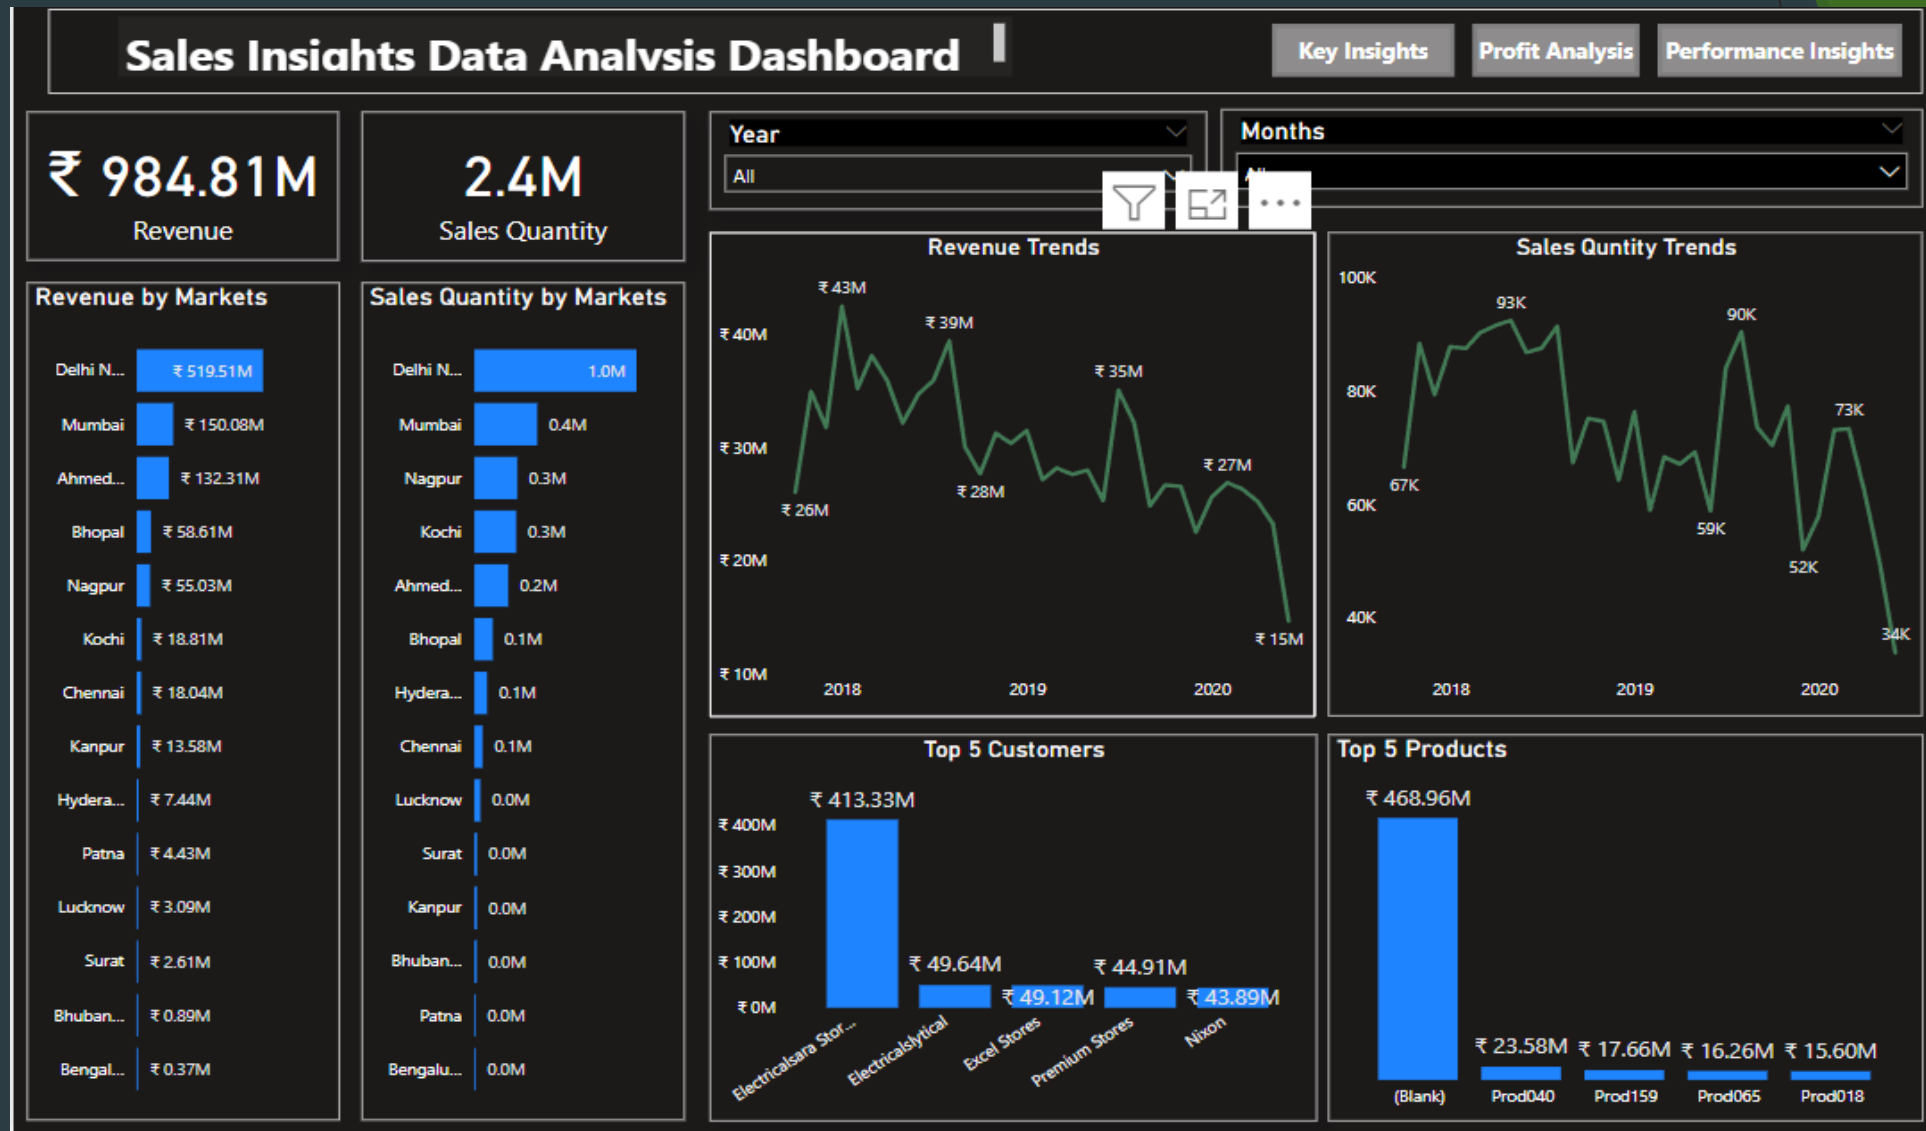 Sales Insights Data Analysis Dashboard
Key Insights
Profit Analysis
Performance Insights
₹ 984.81M
Revenue
2.4M
Sales Quantity
Year
All
Months
Revenue by Markets
Delhi N... ₹ 519.51M
Mumbai ₹ 150.08M
Ahmed... ₹ 132.31M
Bhopal ₹ 58.61M
Nagpur ₹ 55.03M
Kochi ₹ 18.81M
Chennai ₹ 18.04M
Kanpur ₹ 13.58M
Hydera... ₹ 7.44M
Patna ₹ 4.43M
Lucknow ₹ 3.09M
Surat ₹ 2.61M
Bhuban... ₹ 0.89M
Bengal... ₹ 0.37M
Sales Quantity by Markets
Delhi N... 1.0M
Mumbai 0.4M
Nagpur 0.3M
Kochi 0.3M
Ahmed... 0.2M
Bhopal 0.1M
Hydera... 0.1M
Chennai 0.1M
Lucknow 0.0M
Surat 0.0M
Kanpur 0.0M
Bhuban... 0.0M
Patna 0.0M
Bengalu... 0.0M
Revenue Trends
₹ 43M
₹ 39M
₹ 40M
₹ 35M
₹ 30M
₹ 27M
₹ 28M
₹ 26M
₹ 20M
₹ 15M
₹ 10M
2018 2019 2020
Sales Quntity Trends
100K
93K
90K
80K
73K
67K
60K
59K
52K
40K
34K
2018 2019 2020
Top 5 Customers
₹ 413.33M
₹ 400M
₹ 300M
₹ 200M
₹ 100M
₹ 49.64M
₹ 44.91M
₹ 49.12M
₹ 43.89M
₹ 0M
Electricalsara Stor...
Electricalslytical
Excel Stores
Premium Stores
Nixon
Top 5 Products
₹ 468.96M
₹ 23.58M ₹ 17.66M ₹ 16.26M ₹ 15.60M
(Blank) Prod040 Prod159 Prod065 Prod018